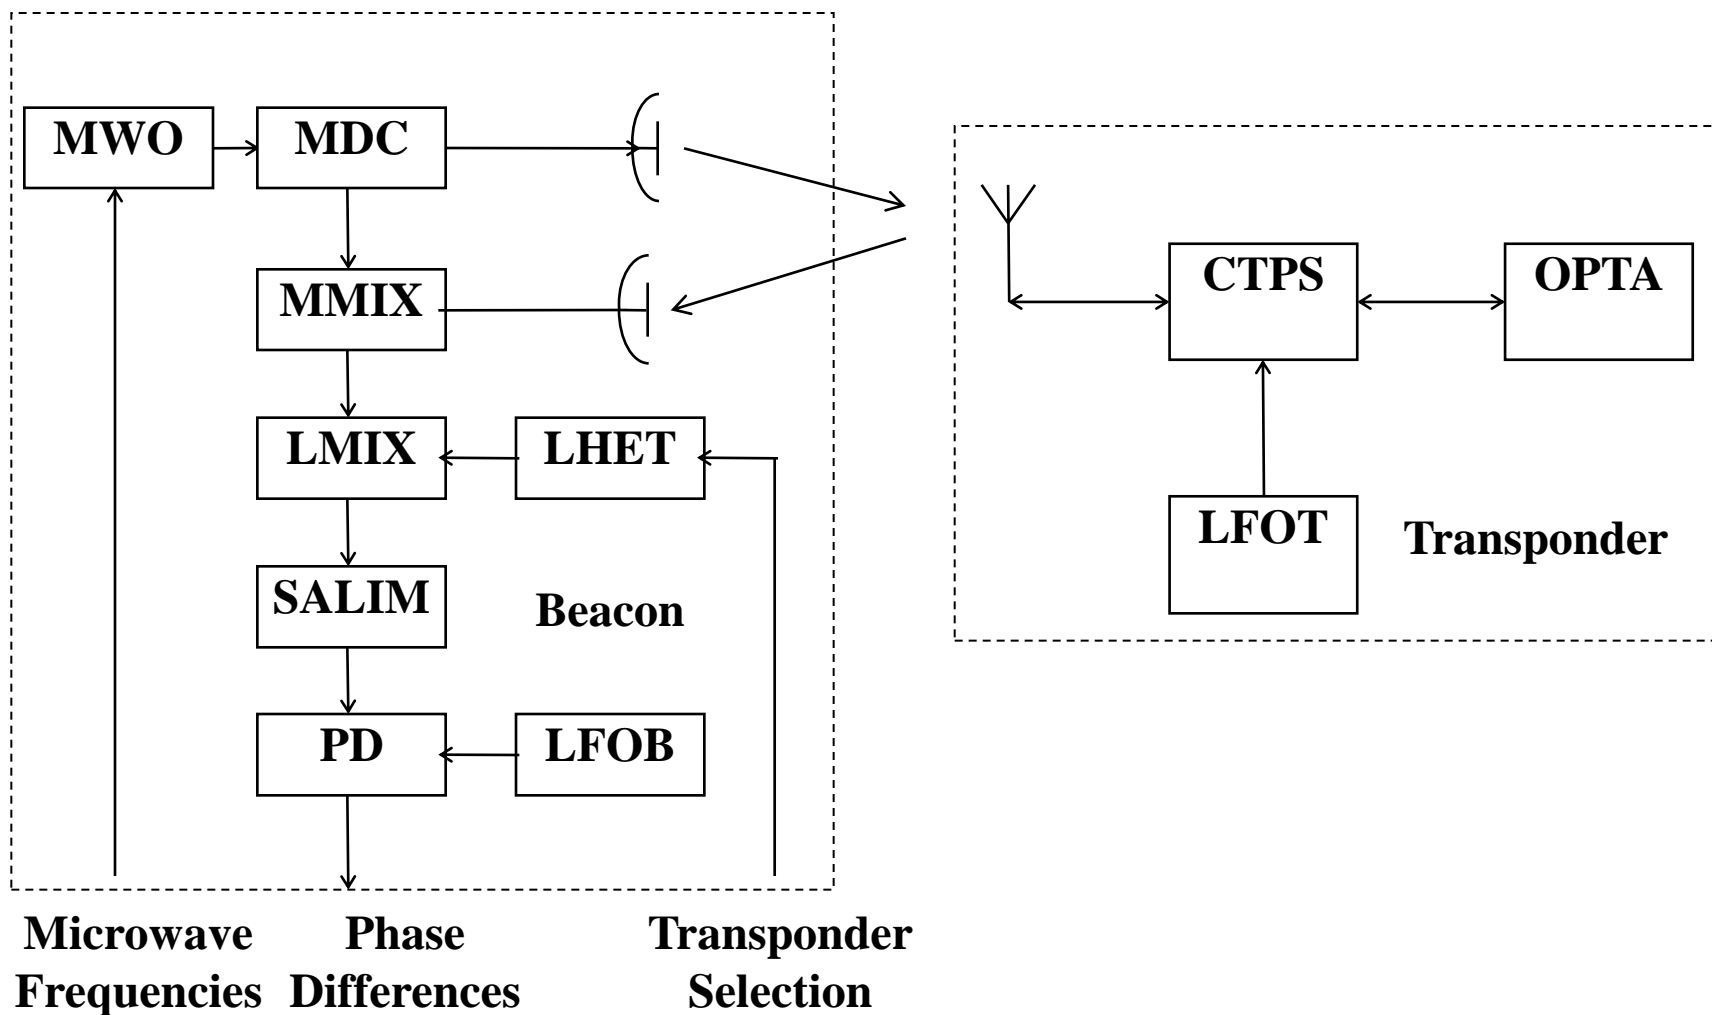 MWO
MDC
MMIX
LMIX
LHET
SALIM
Beacon
PD
LFOB
CTPS
OPTA
LFOT
Transponder
Microwave
Frequencies
Phase
Differences
Transponder
Selection